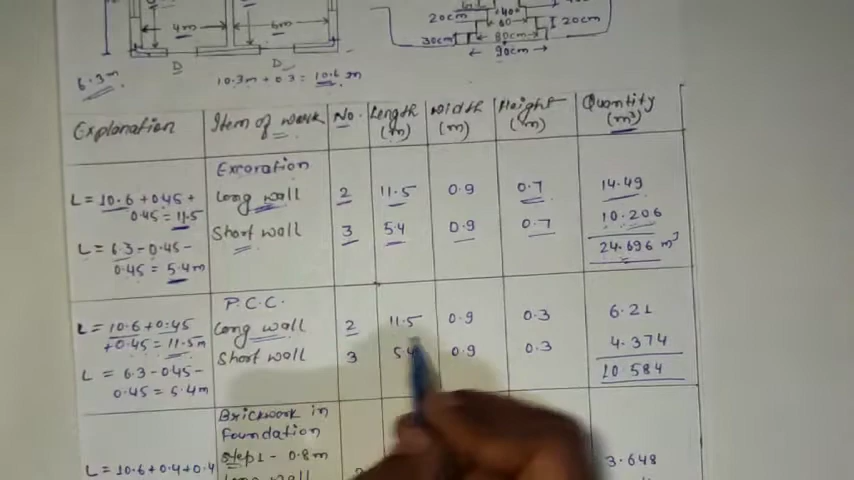 4m
6m
20cm
60
20cm
30cm
80cm
90cm
6.3m
D
D
10.3m + 0.3 = 10.6 m
Explanation
Item of work
No.
Length (m)
Width (m)
Height (m)
Quantity (m³)
Exroration
L = 10.6 + 0.45 +
0.45 = 11.5
Long wall 2 11.5 0.9 0.7 14.49
L = 6.3 - 0.45 -
0.45 = 5.4m
Short wall 3 5.4 0.9 0.7 10.206
24.696 m³
P.C.C.
L = 10.6 + 0.45
+0.45 = 11.5m
Long wall 2 11.5 0.9 0.3 6.21
L = 6.3 - 0.45 -
0.45 = 5.4m
Short wall 3 5.4 0.9 0.3 4.374
10.584
Brickwork in
Foundation
Step1 - 0.8m
L = 10.6 + 0.4 + 0.4
3.648